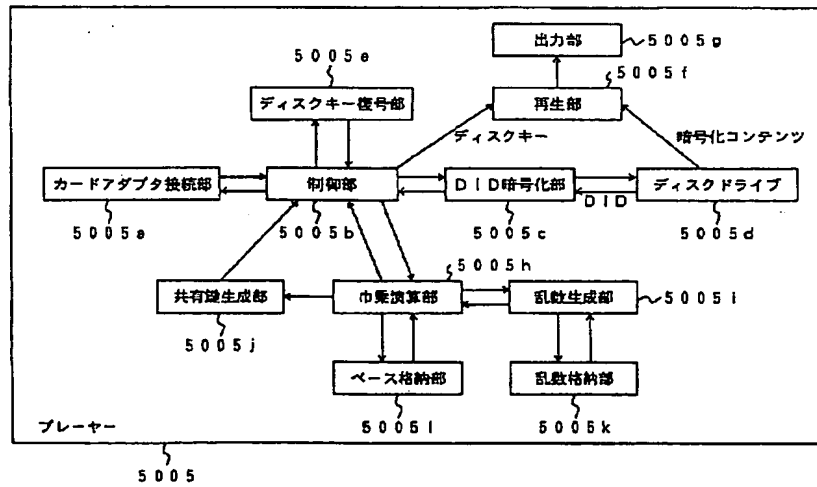 出力部
5005g
5005e
5005f
ディスクキー復号部
再生部
ディスクキー
暗号化コンテンツ
カードアダプタ接続部
制御部
DID暗号化部
ディスクドライブ
DID
5005a
5005b
5005c
5005d
5005h
共有鍵生成部
巾乗演算部
乱数生成部
5005i
5005j
ベース格納部
乱数格納部
プレーヤー
5005l
5005k
5005